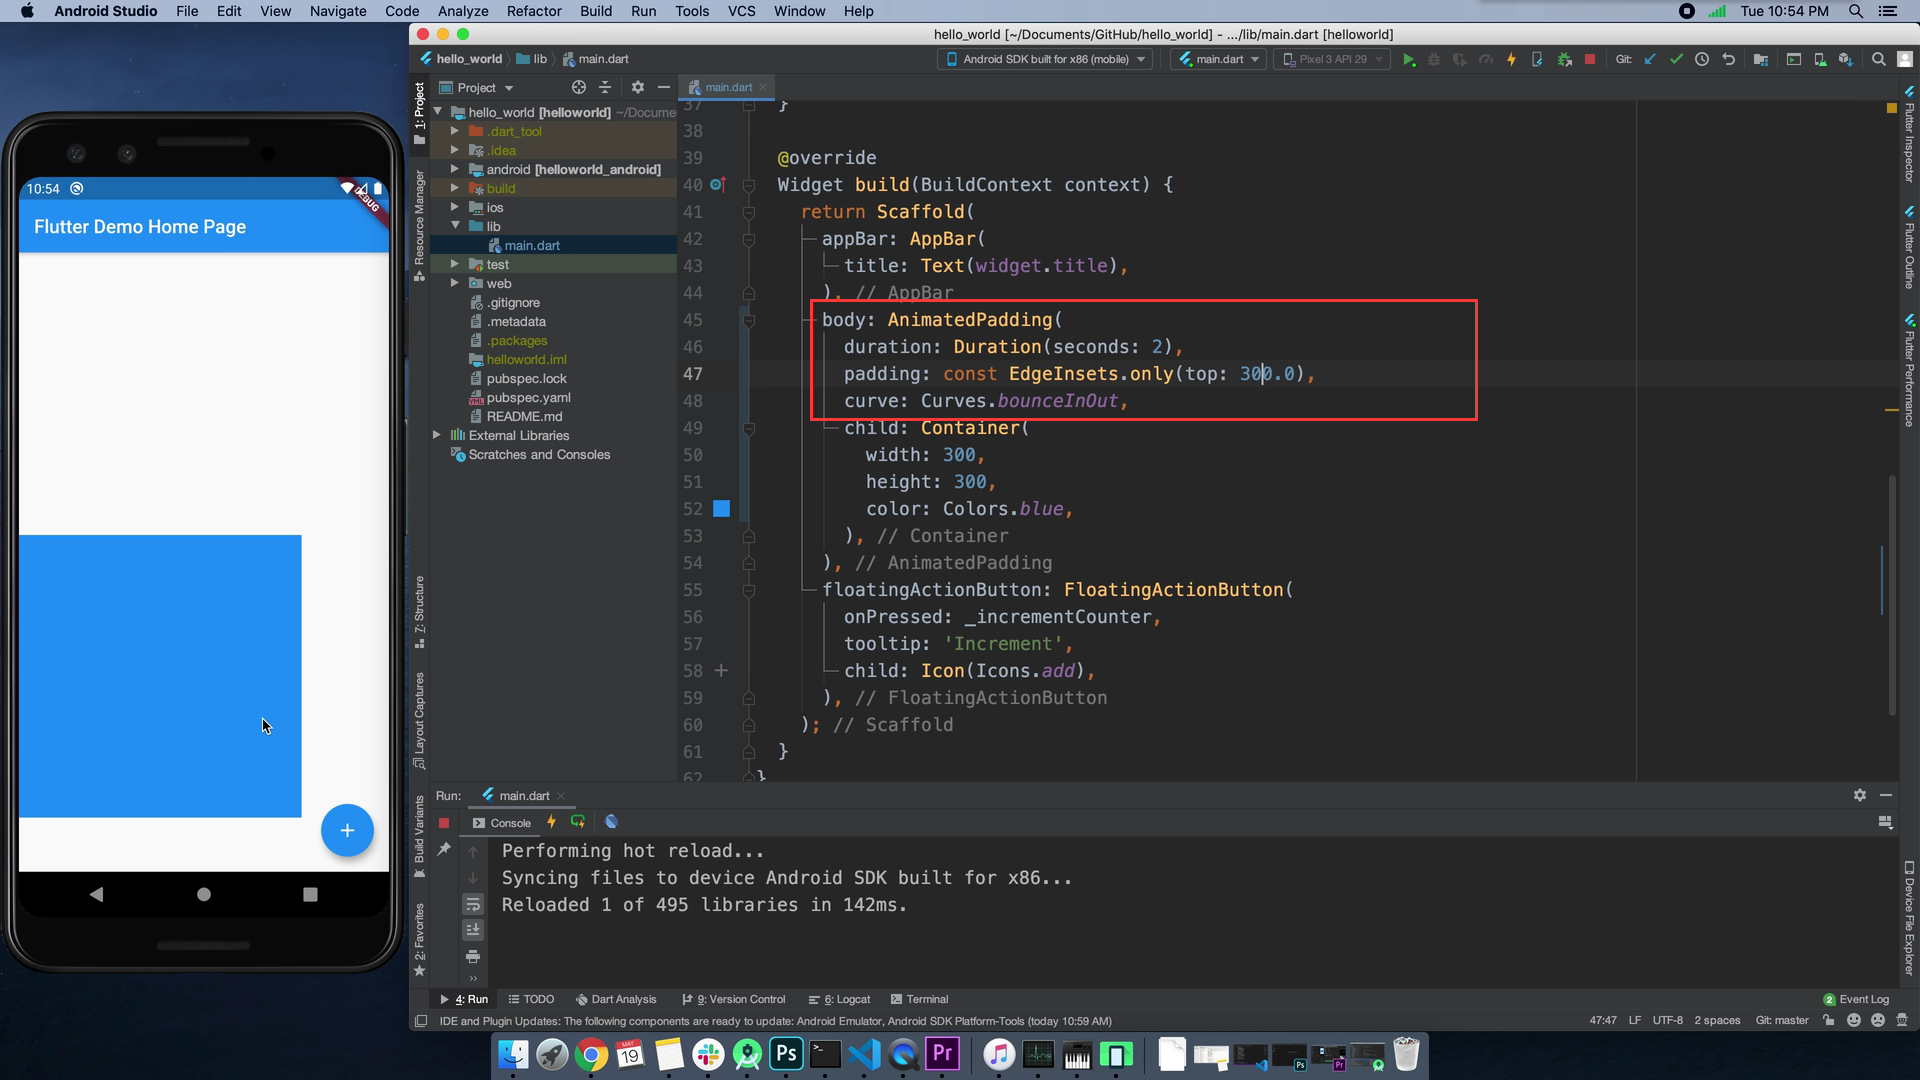 Android Studio File Edit View Navigate Code Analyze Refactor Build Run Tools VCS Window Help Tue 10:54 PM
hello_world [~/Documents/GitHub/hello_world] - .../lib/main.dart [helloworld]
hello_world lib main.dart Android SDK built for x86 (mobile) main.dart Pixel 3 API 29 Git:
Project main.dart
1: Project
Resource Manager
7: Structure
Layout Captures
Build Variants
2: Favorites
hello_world [helloworld] ~/Docume
.dart_tool
.idea
android [helloworld_android]
build
ios
lib
main.dart
test
web
.gitignore
.metadata
.packages
helloworld.iml
pubspec.lock
pubspec.yaml
README.md
External Libraries
Scratches and Consoles
10:54
DEBUG
Flutter Demo Home Page
+
37 }
38
39 @override
40 Widget build(BuildContext context) {
41 return Scaffold(
42 appBar: AppBar(
43 title: Text(widget.title),
44 ), // AppBar
45 body: AnimatedPadding(
46 duration: Duration(seconds: 2),
47 padding: const EdgeInsets.only(top: 300.0),
48 curve: Curves.bounceInOut,
49 child: Container(
50 width: 300,
51 height: 300,
52 color: Colors.blue,
53 ), // Container
54 ), // AnimatedPadding
55 floatingActionButton: FloatingActionButton(
56 onPressed: _incrementCounter,
57 tooltip: 'Increment',
58 child: Icon(Icons.add),
59 ), // FloatingActionButton
60 ); // Scaffold
61 }
62 }
Flutter Inspector
Flutter Outline
Flutter Performance
Device File Explorer
Run: main.dart
Console
Performing hot reload...
Syncing files to device Android SDK built for x86...
Reloaded 1 of 495 libraries in 142ms.
4: Run TODO Dart Analysis 9: Version Control 6: Logcat Terminal 2 Event Log
IDE and Plugin Updates: The following components are ready to update: Android Emulator, Android SDK Platform-Tools (today 10:59 AM) 47:47 LF UTF-8 2 spaces Git: master
MAY
19
Ps
Pr